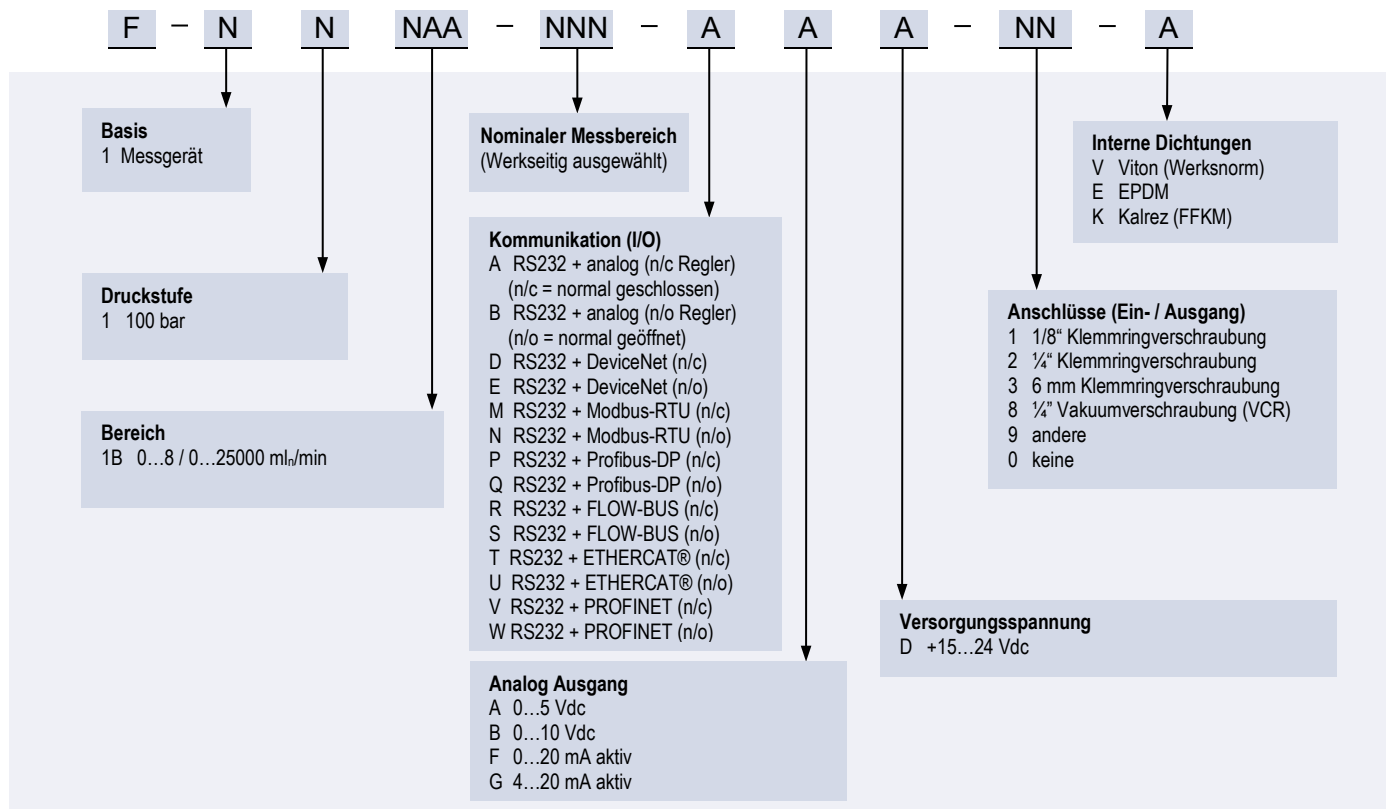 F – N N NAA – NNN – A A A – NN – A
Basis
1 Messgerät
Druckstufe
1 100 bar
Bereich
1B 0…8 / 0…25000 mlₙ/min
Nominaler Messbereich
(Werkseitig ausgewählt)
Kommunikation (I/O)
A RS232 + analog (n/c Regler)
(n/c = normal geschlossen)
B RS232 + analog (n/o Regler)
(n/o = normal geöffnet)
D RS232 + DeviceNet (n/c)
E RS232 + DeviceNet (n/o)
M RS232 + Modbus-RTU (n/c)
N RS232 + Modbus-RTU (n/o)
P RS232 + Profibus-DP (n/c)
Q RS232 + Profibus-DP (n/o)
R RS232 + FLOW-BUS (n/c)
S RS232 + FLOW-BUS (n/o)
T RS232 + ETHERCAT® (n/c)
U RS232 + ETHERCAT® (n/o)
V RS232 + PROFINET (n/c)
W RS232 + PROFINET (n/o)
Analog Ausgang
A 0…5 Vdc
B 0…10 Vdc
F 0…20 mA aktiv
G 4…20 mA aktiv
Versorgungsspannung
D +15…24 Vdc
Anschlüsse (Ein- / Ausgang)
1 1/8“ Klemmringverschraubung
2 ¼“ Klemmringverschraubung
3 6 mm Klemmringverschraubung
8 ¼” Vakuumverschraubung (VCR)
9 andere
0 keine
Interne Dichtungen
V Viton (Werksnorm)
E EPDM
K Kalrez (FFKM)